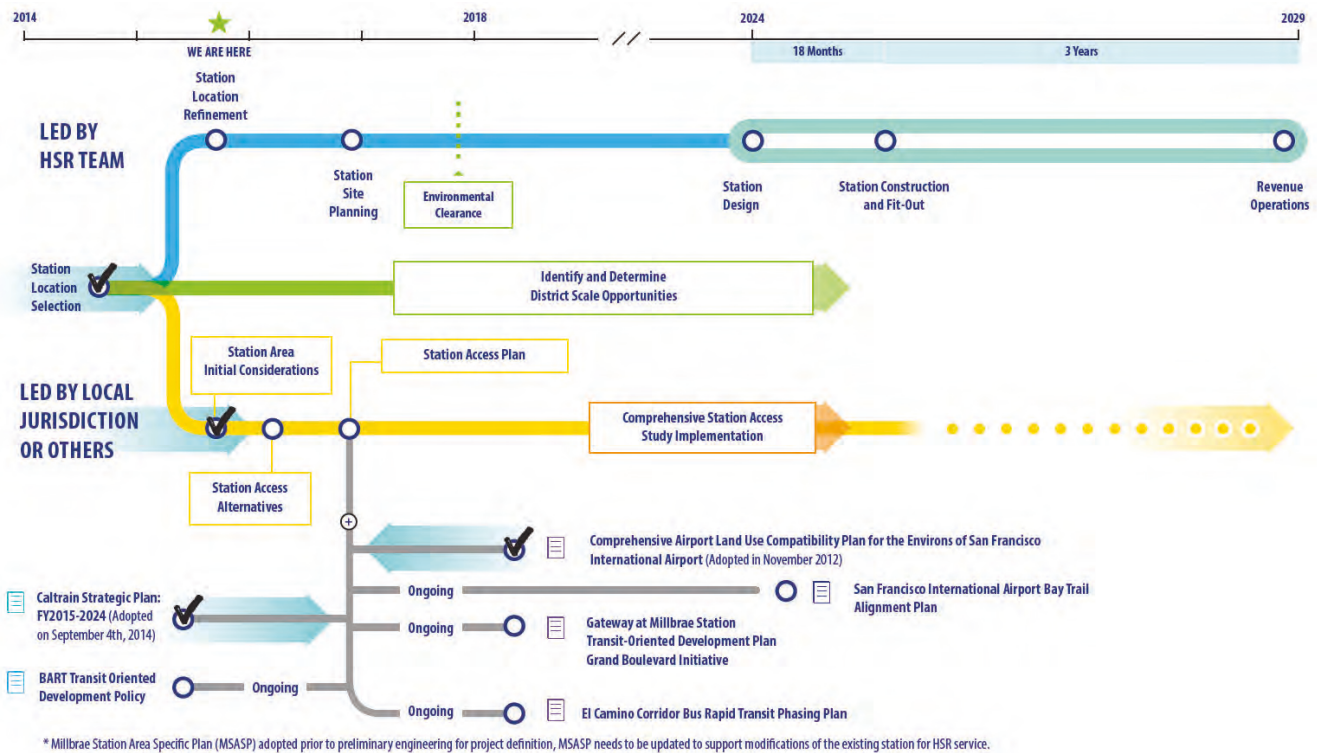 2014
2018
2024
2029
WE ARE HERE
18 Months
3 Years
Station
Location
Refinement
LED BY
HSR TEAM
Station
Site
Planning
Environmental
Clearance
Station
Design
Station Construction
and Fit-Out
Revenue
Operations
Station
Location
Selection
Identify and Determine
District Scale Opportunities
Station Area
Initial Considerations
Station Access Plan
LED BY LOCAL
JURISDICTION
OR OTHERS
Comprehensive Station Access
Study Implementation
Station Access
Alternatives
+
Comprehensive Airport Land Use Compatibility Plan for the Environs of San Francisco
International Airport (Adopted in November 2012)
Ongoing
San Francisco International Airport Bay Trail
Alignment Plan
Caltrain Strategic Plan:
FY2015-2024 (Adopted
on September 4th, 2014)
Ongoing
Gateway at Millbrae Station
Transit-Oriented Development Plan
Grand Boulevard Initiative
BART Transit Oriented
Development Policy
Ongoing
Ongoing
El Camino Corridor Bus Rapid Transit Phasing Plan
* Millbrae Station Area Specific Plan (MSASP) adopted prior to preliminary engineering for project definition, MSASP needs to be updated to support modifications of the existing station for HSR service.